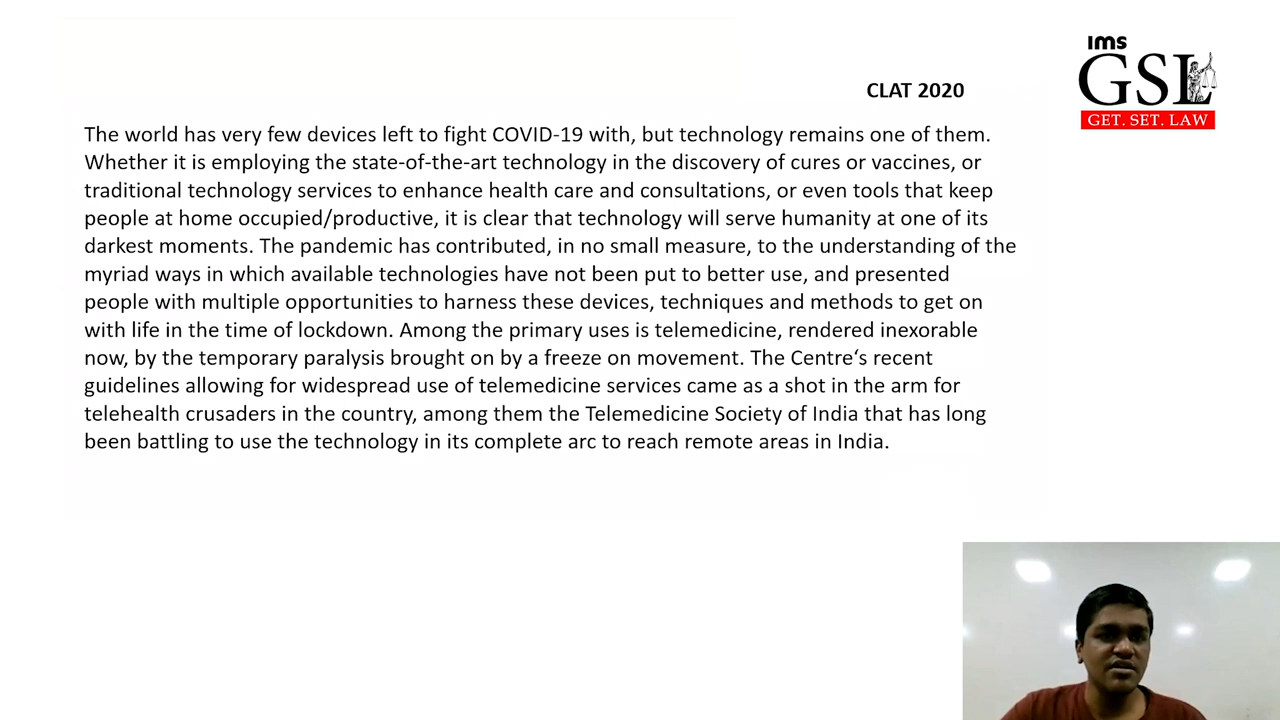 ims
GSL
GET. SET. LAW
CLAT 2020
The world has very few devices left to fight COVID-19 with, but technology remains one of them.
Whether it is employing the state-of-the-art technology in the discovery of cures or vaccines, or
traditional technology services to enhance health care and consultations, or even tools that keep
people at home occupied/productive, it is clear that technology will serve humanity at one of its
darkest moments. The pandemic has contributed, in no small measure, to the understanding of the
myriad ways in which available technologies have not been put to better use, and presented
people with multiple opportunities to harness these devices, techniques and methods to get on
with life in the time of lockdown. Among the primary uses is telemedicine, rendered inexorable
now, by the temporary paralysis brought on by a freeze on movement. The Centre‘s recent
guidelines allowing for widespread use of telemedicine services came as a shot in the arm for
telehealth crusaders in the country, among them the Telemedicine Society of India that has long
been battling to use the technology in its complete arc to reach remote areas in India.